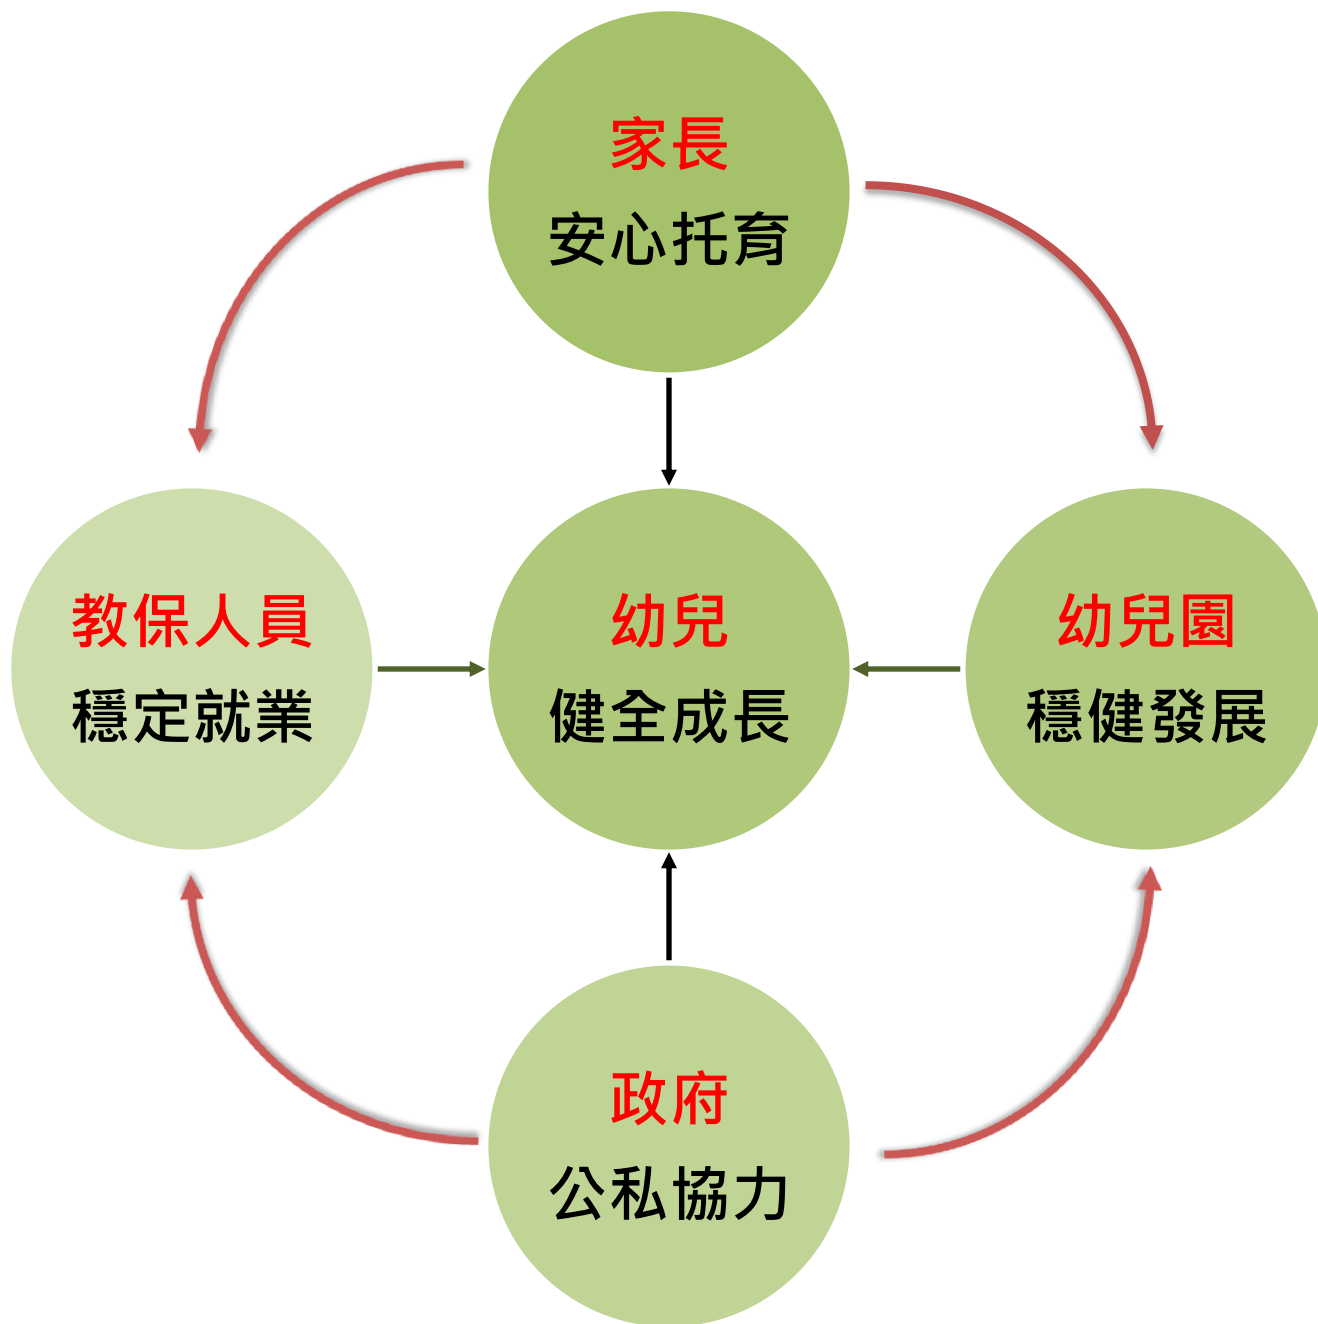 家長
安心托育
教保人員
穩定就業
幼兒
健全成長
幼兒園
穩健發展
政府
公私協力